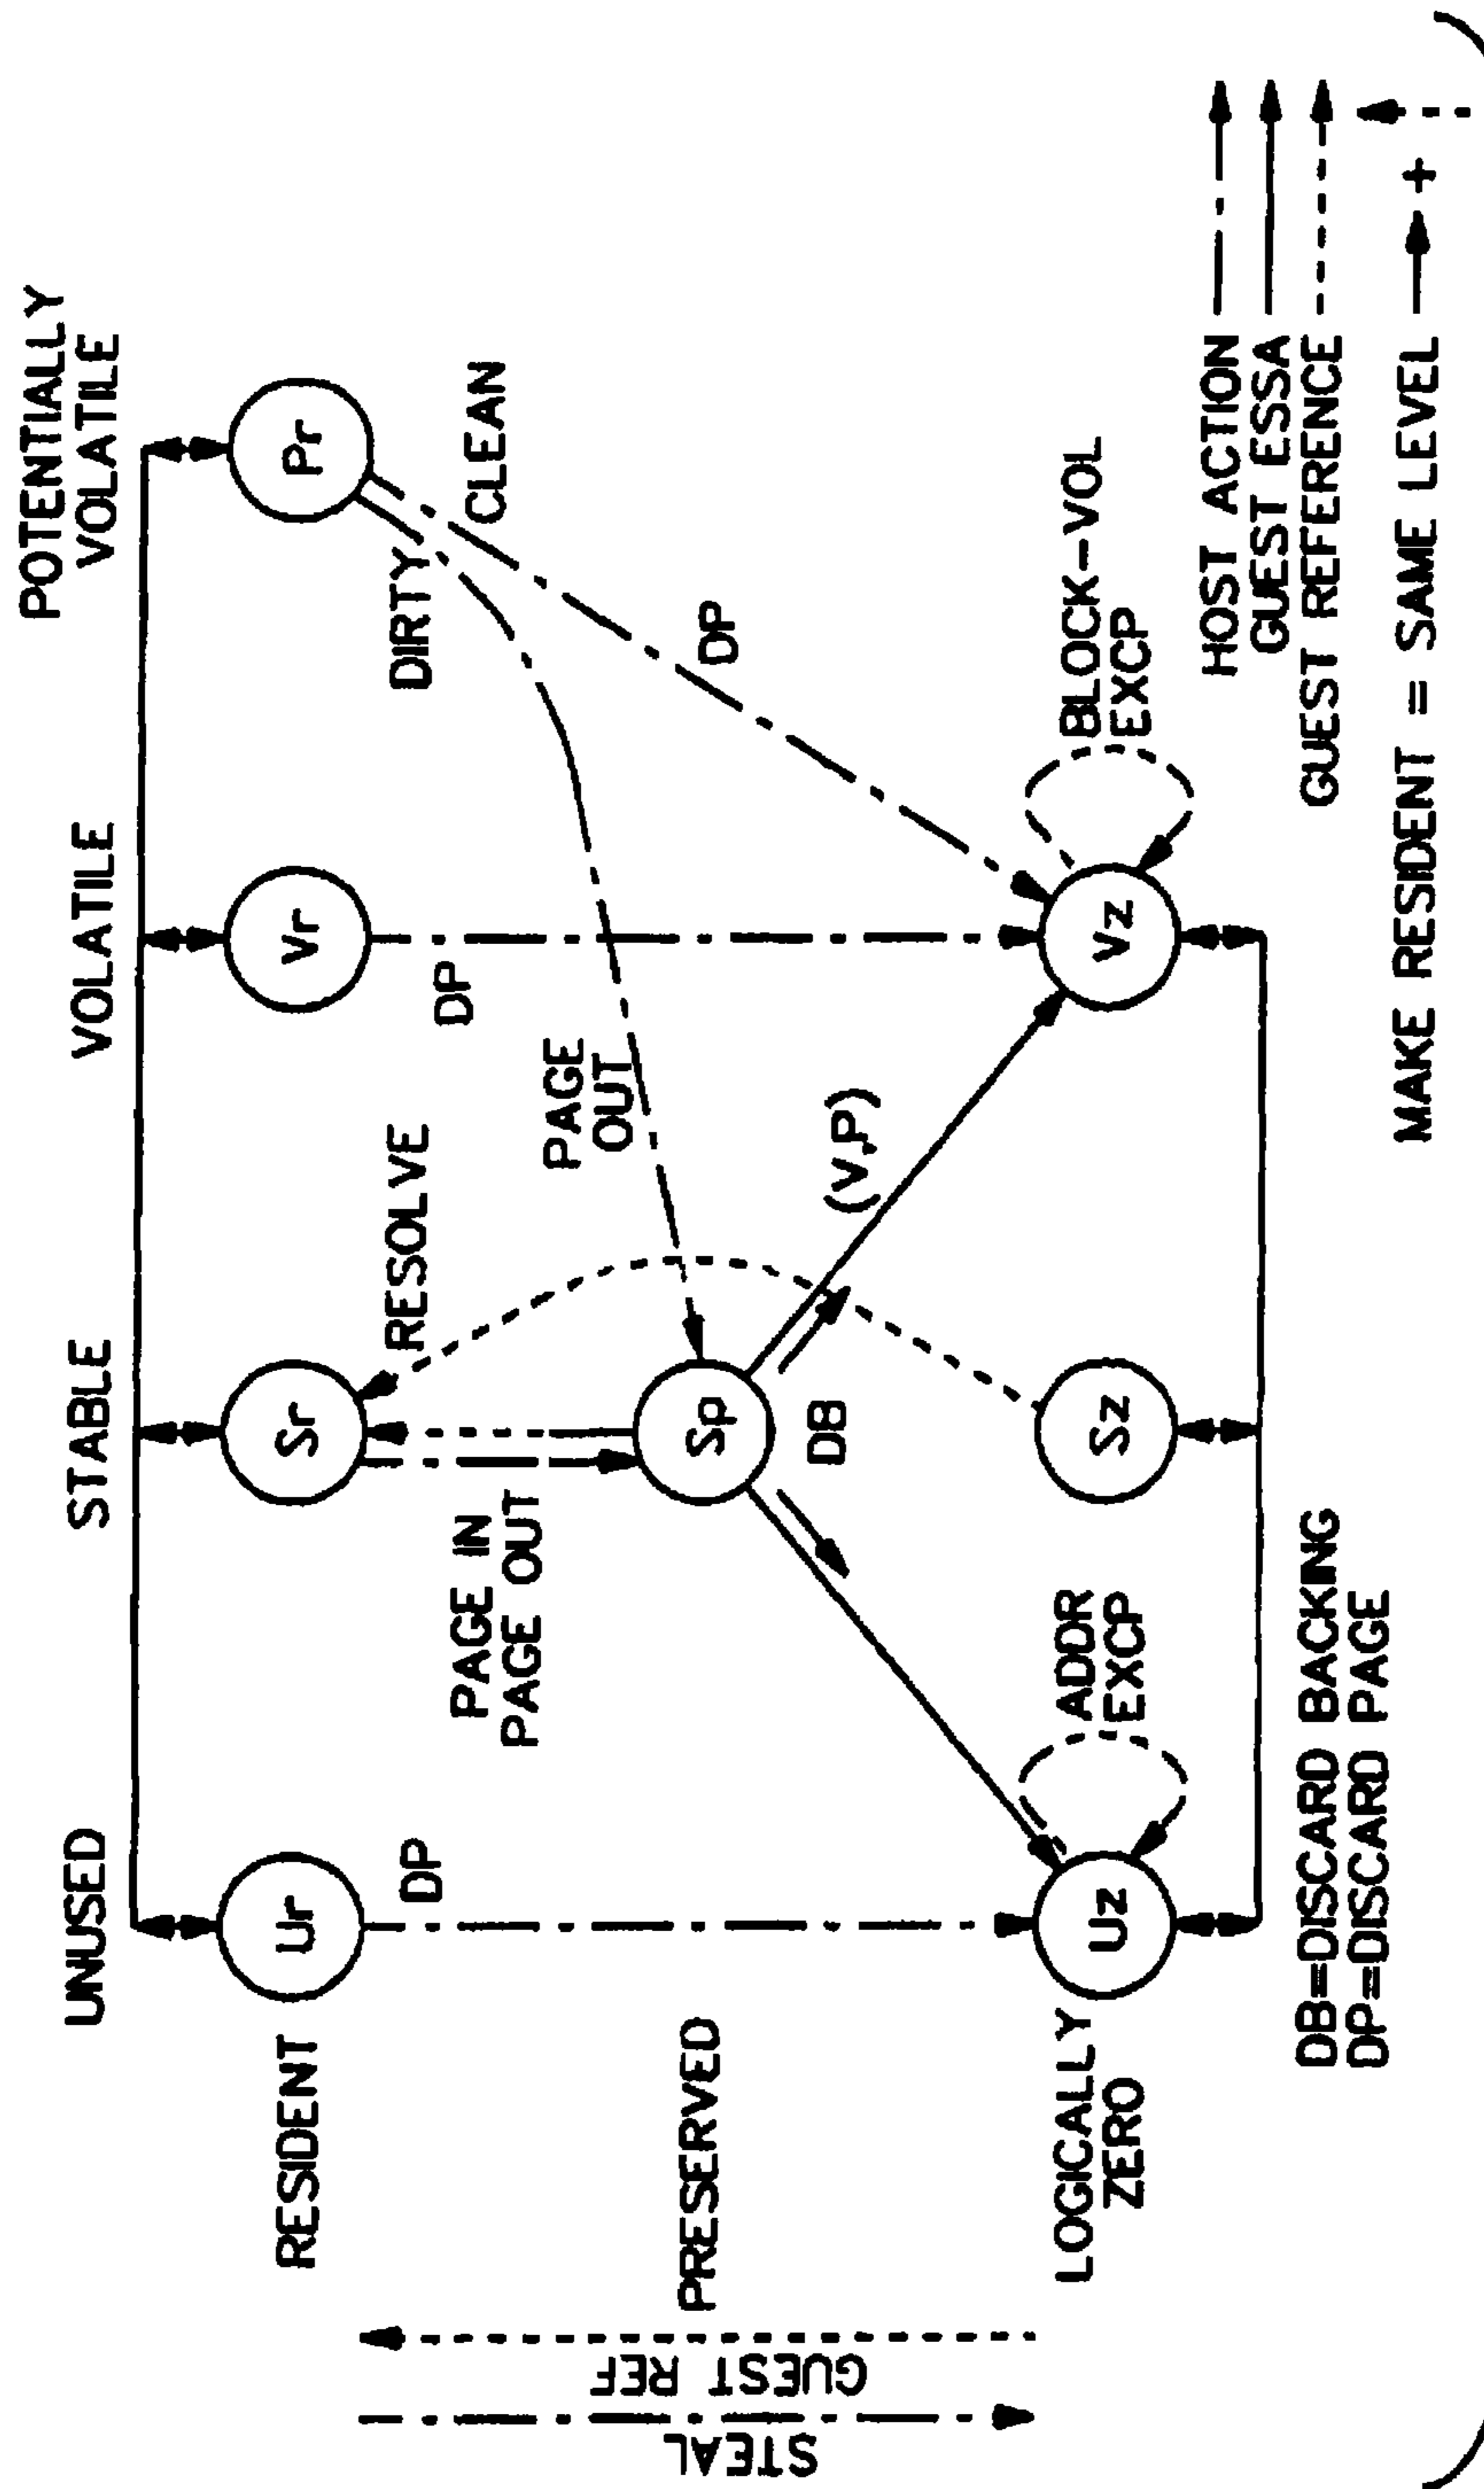 UNUSED
STABLE
VOLATILE
POTENTIALLY
VOLATILE
RESIDENT
Ur
Sr
Vr
Pr
DP
RESOLVE
DP
DIRTY
CLEAN
PAGE IN
PAGE OUT
PAGE
OUT
STEAL
GUEST REF
PRESERVED
Sp
DP
DB
(V,P)
LOGICALLY
ZERO
Uz
ADDR
EXCP
Sz
Vz
BLOCK-VOL
EXCP
DB=DISCARD BACKING
DP=DISCARD PAGE
HOST ACTION
GUEST ESSA
GUEST REFERENCE
MAKE RESIDENT = SAME LEVEL +